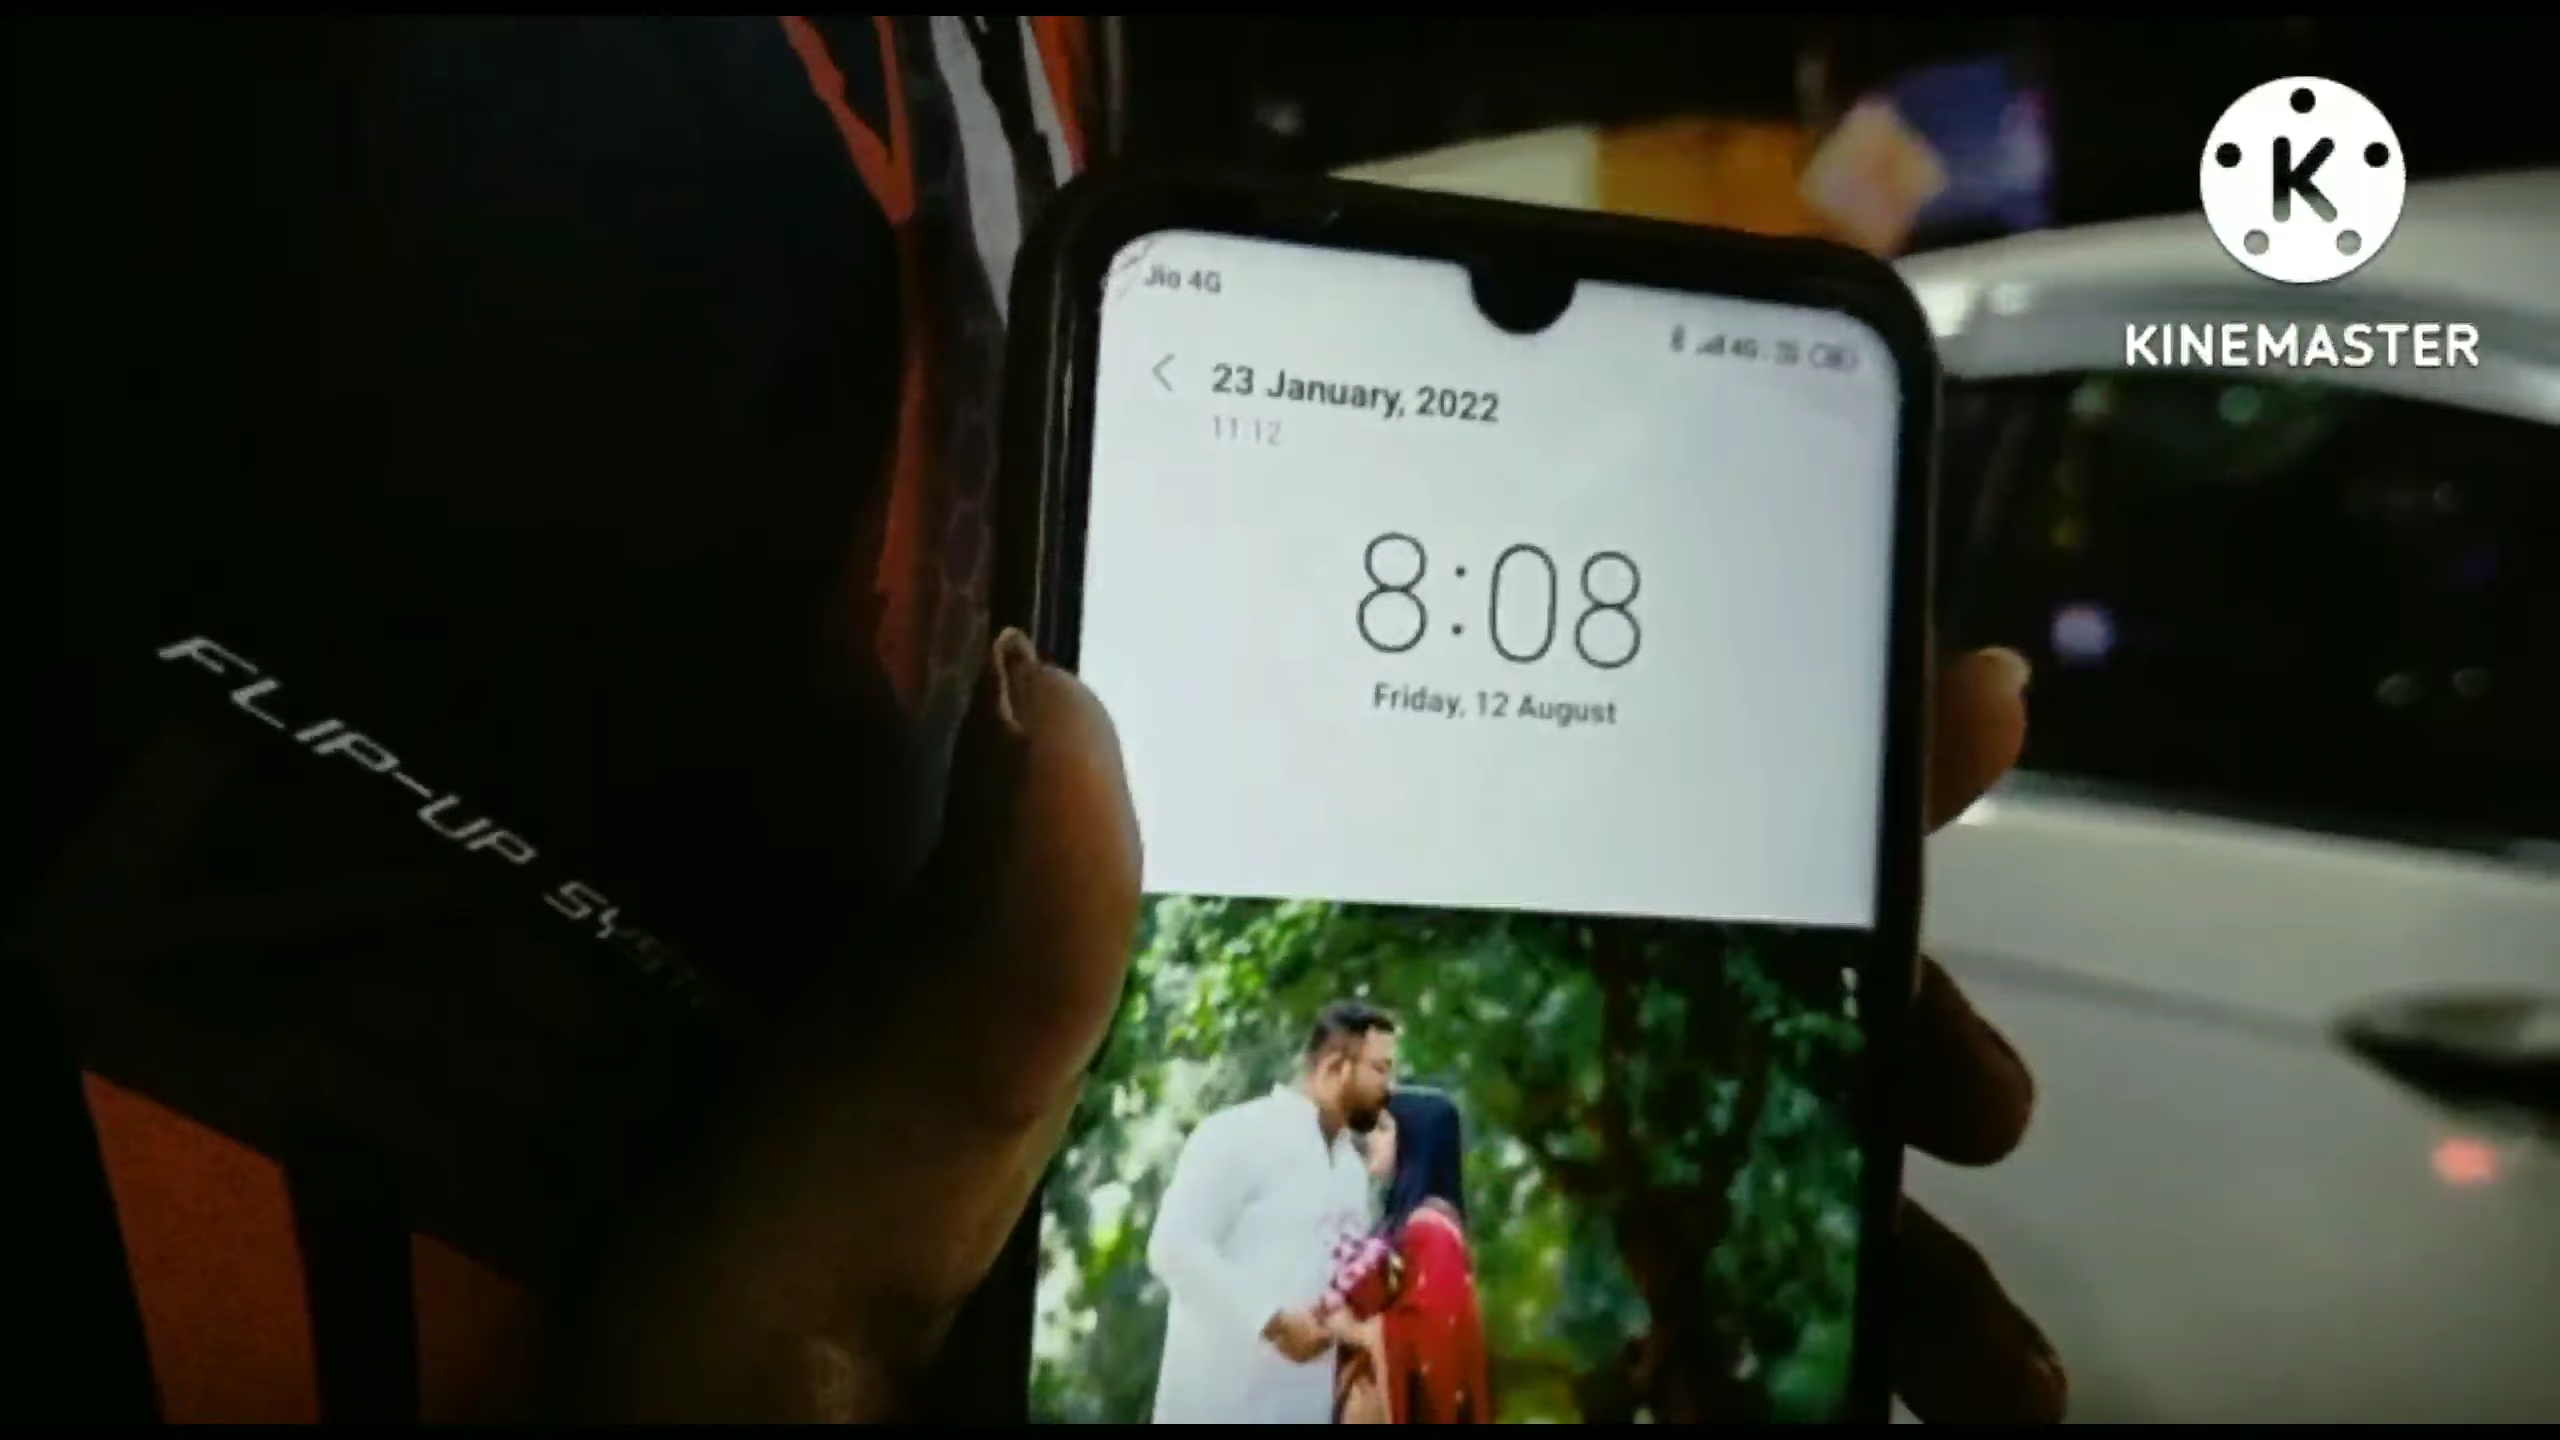 K
KINEMASTER
Jio 4G
23 January, 2022
11:12
8:08
Friday, 12 August
FLIP-UP